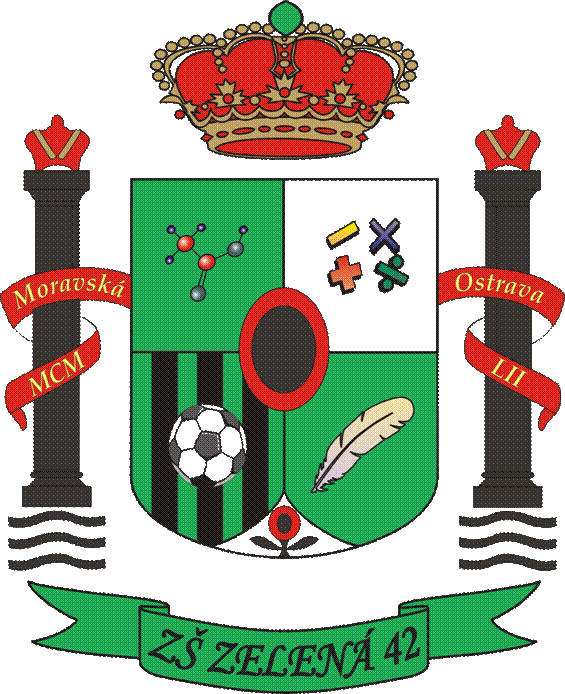 Moravská
Ostrava
MCM
LII
ZŠ ZELENÁ 42